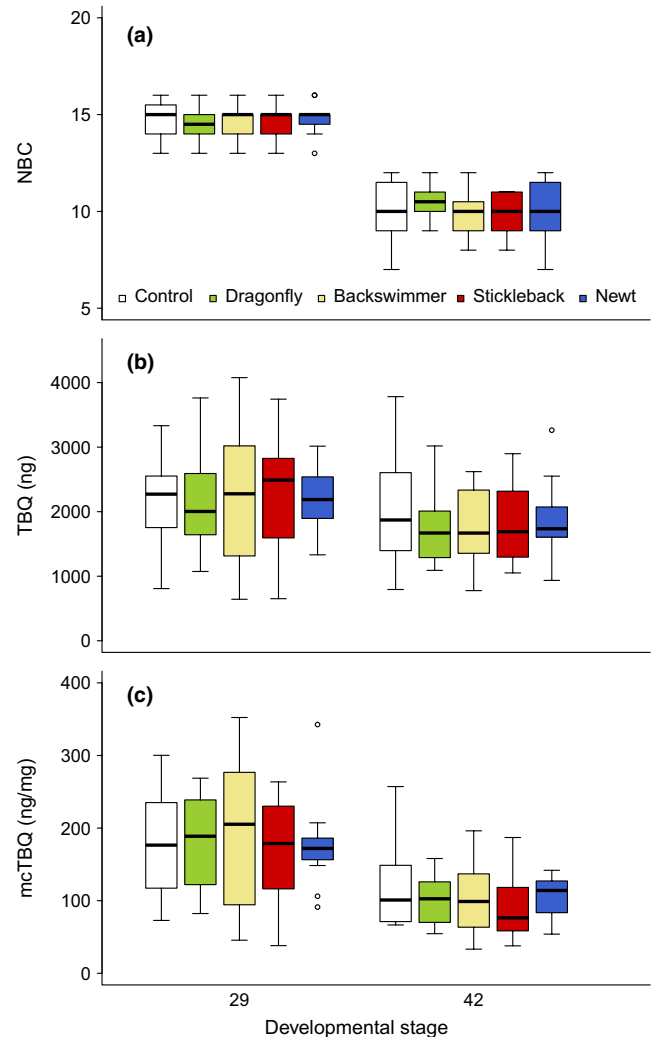 (a)
20
15
10
5
NBC
Control Dragonfly Backswimmer Stickleback Newt
(b)
4000
3000
2000
1000
0
TBQ (ng)
(c)
400
300
200
100
0
mcTBQ (ng/mg)
29 42
Developmental stage